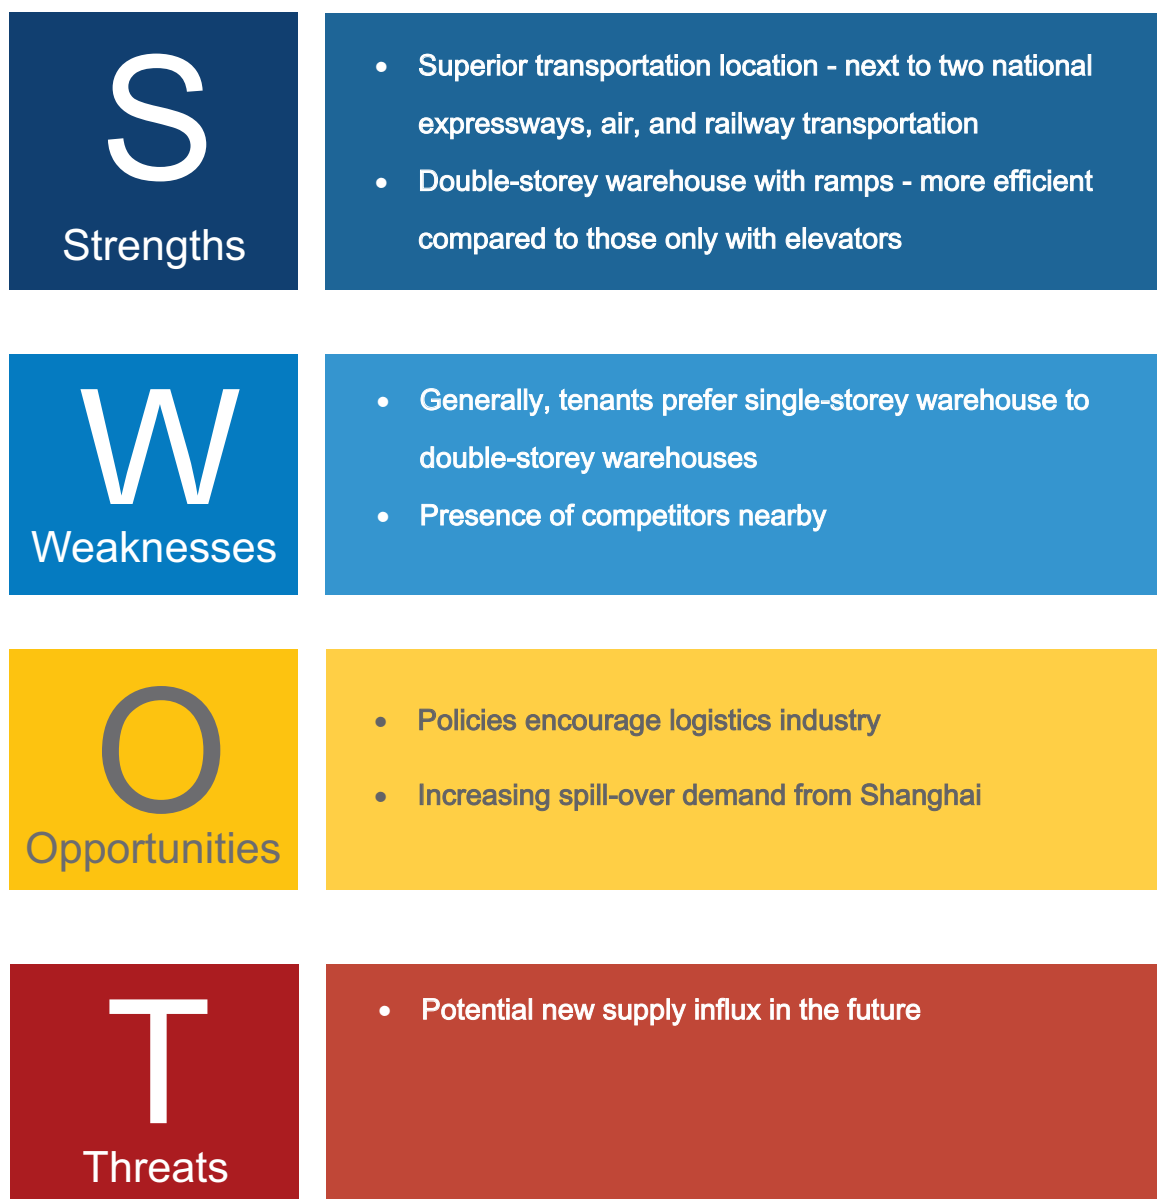 S
Strengths
• Superior transportation location - next to two national
expressways, air, and railway transportation
• Double-storey warehouse with ramps - more efficient
compared to those only with elevators
W
Weaknesses
• Generally, tenants prefer single-storey warehouse to
double-storey warehouses
• Presence of competitors nearby
O
Opportunities
• Policies encourage logistics industry
• Increasing spill-over demand from Shanghai
T
Threats
• Potential new supply influx in the future